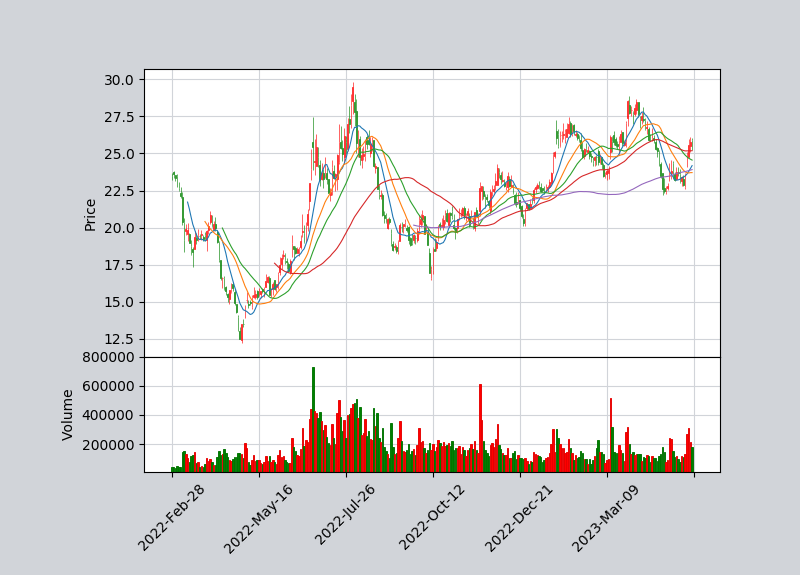 30.0
27.5
25.0
22.5
20.0
17.5
15.0
12.5
Price
800000
600000
400000
200000
Volume
2022-Feb-28
2022-May-16
2022-Jul-26
2022-Oct-12
2022-Dec-21
2023-Mar-09